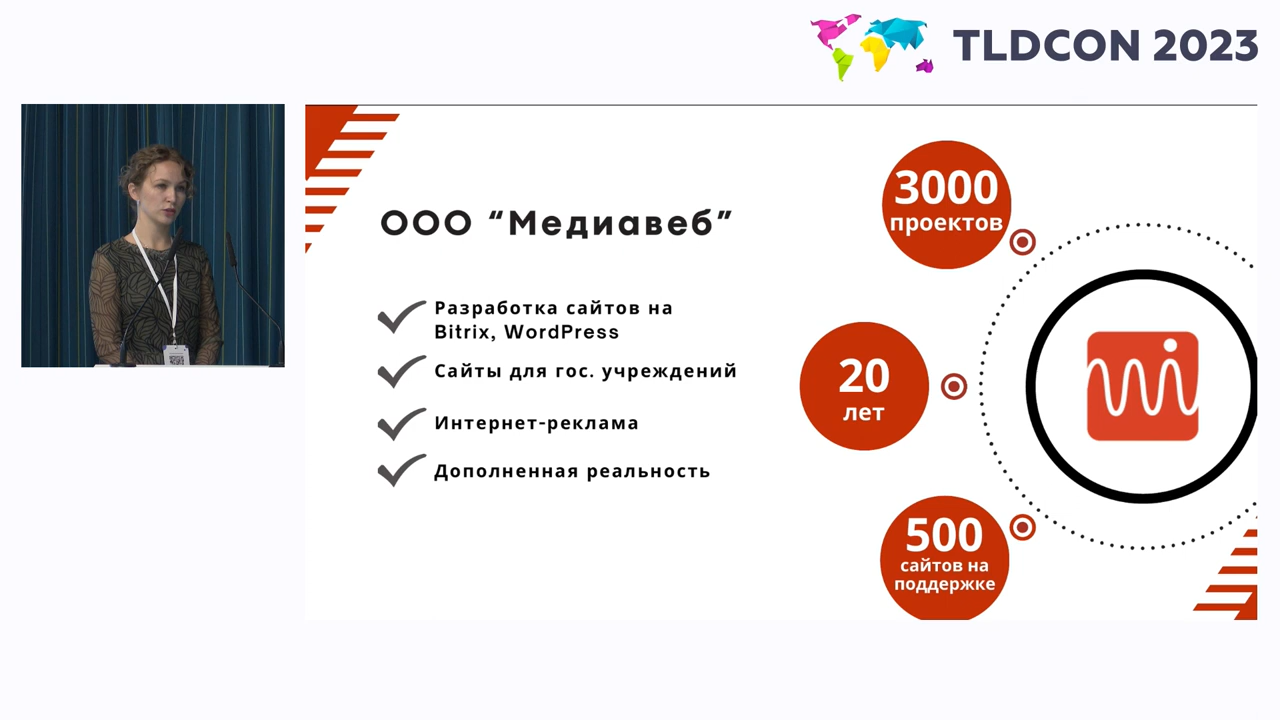 TLDCON 2023
ООО “Медиавеб”
Разработка сайтов на
Bitrix, WordPress
Сайты для гос. учреждений
Интернет-реклама
Дополненная реальность
3000
проектов
20
лет
500
сайтов на
поддержке